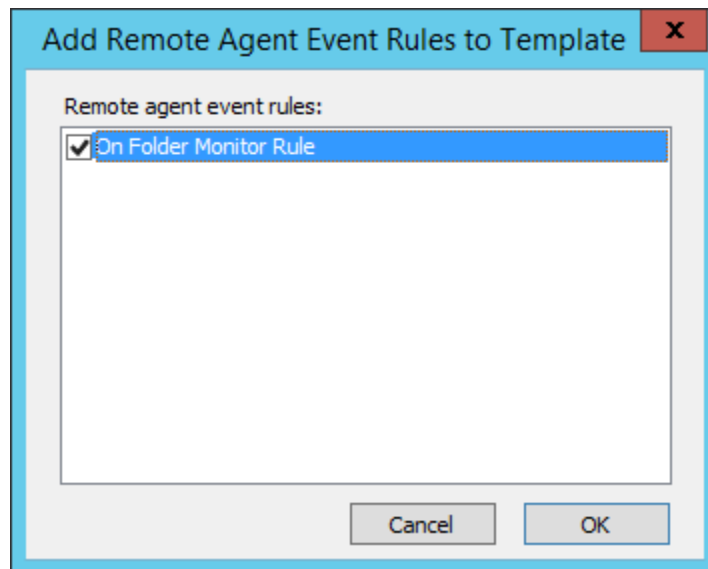 Add Remote Agent Event Rules to Template
x
Remote agent event rules:
On Folder Monitor Rule
Cancel
OK